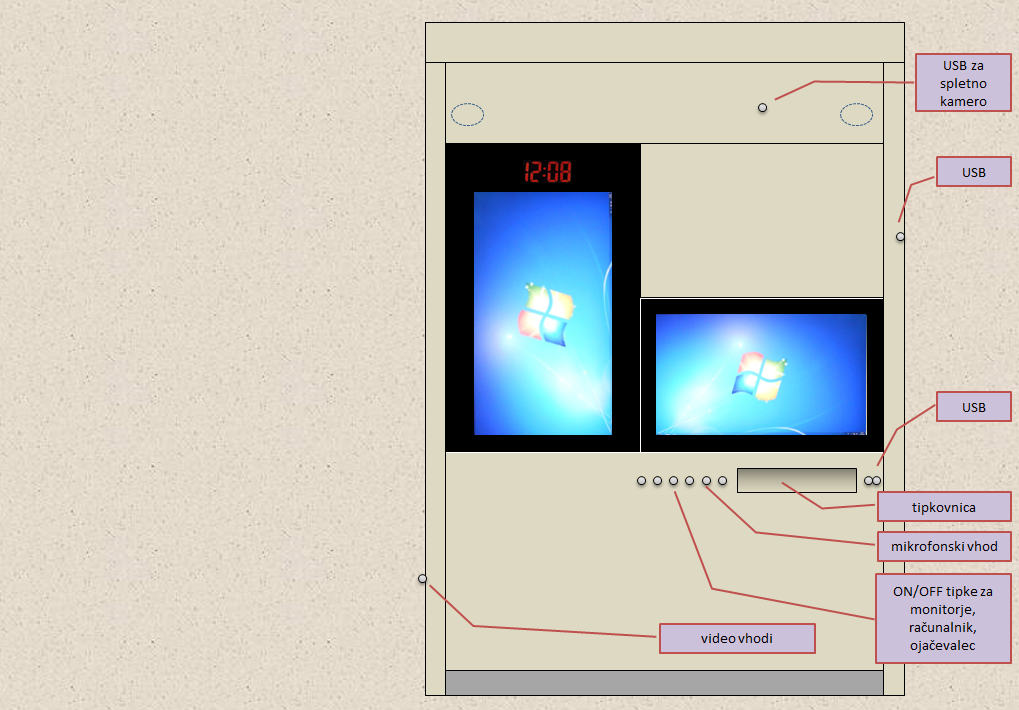 USB za
spletno
kamero
USB
12:08
USB
tipkovnica
mikrofonski vhod
ON/OFF tipke za
monitorje,
računalnik,
ojačevalec
video vhodi